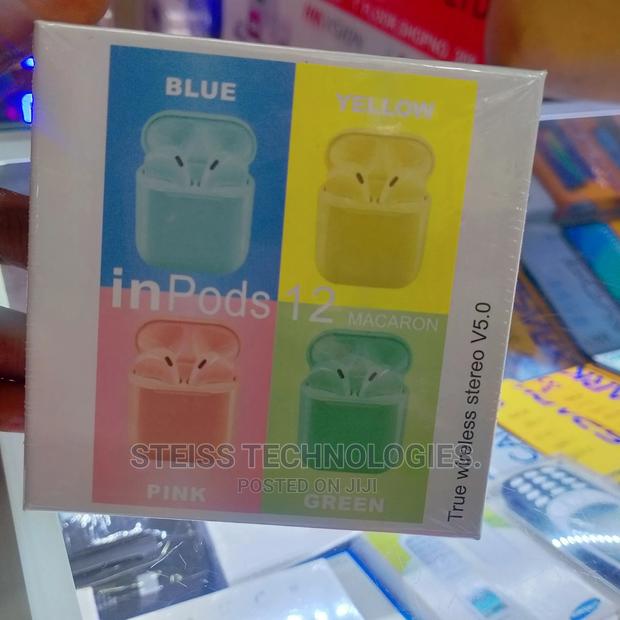 BLUE
YELLOW
inPods 12
MACARON
True wireless stereo V5.0
STEISS TECHNOLOGIES.
POSTED ON JIJI
PINK
GREEN